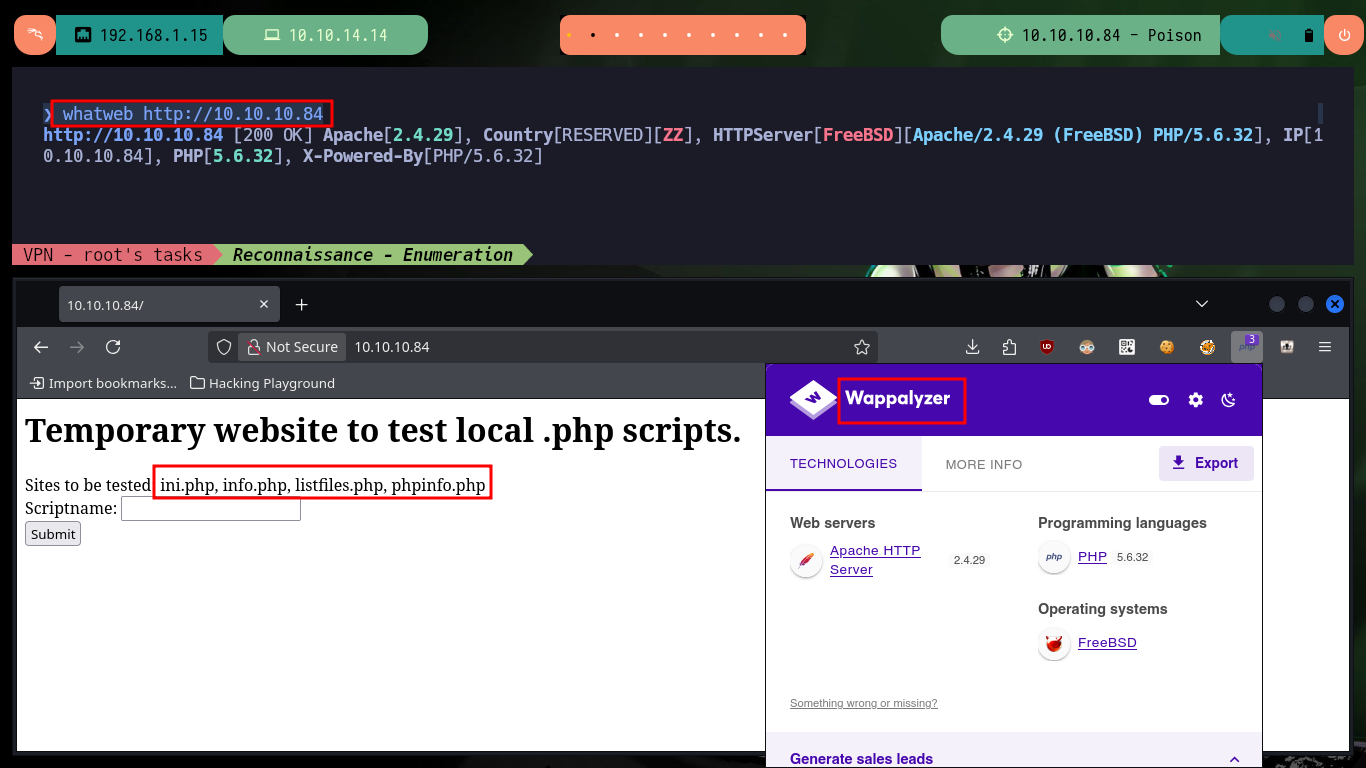 192.168.1.15 10.10.14.14 10.10.10.84 - Poison
❯ whatweb http://10.10.10.84
http://10.10.10.84 [200 OK] Apache[2.4.29], Country[RESERVED][ZZ], HTTPServer[FreeBSD][Apache/2.4.29 (FreeBSD) PHP/5.6.32], IP[1
0.10.10.84], PHP[5.6.32], X-Powered-By[PHP/5.6.32]
VPN - root's tasks Reconnaissance - Enumeration
10.10.10.84/
Not Secure 10.10.10.84
3
Import bookmarks... Hacking Playground
Temporary website to test local .php scripts.
Sites to be tested: ini.php, info.php, listfiles.php, phpinfo.php
Scriptname:
Submit
Wappalyzer
TECHNOLOGIES MORE INFO Export
Web servers
Apache HTTP
Server
2.4.29
Programming languages
php PHP 5.6.32
Operating systems
FreeBSD
Something wrong or missing?
Generate sales leads